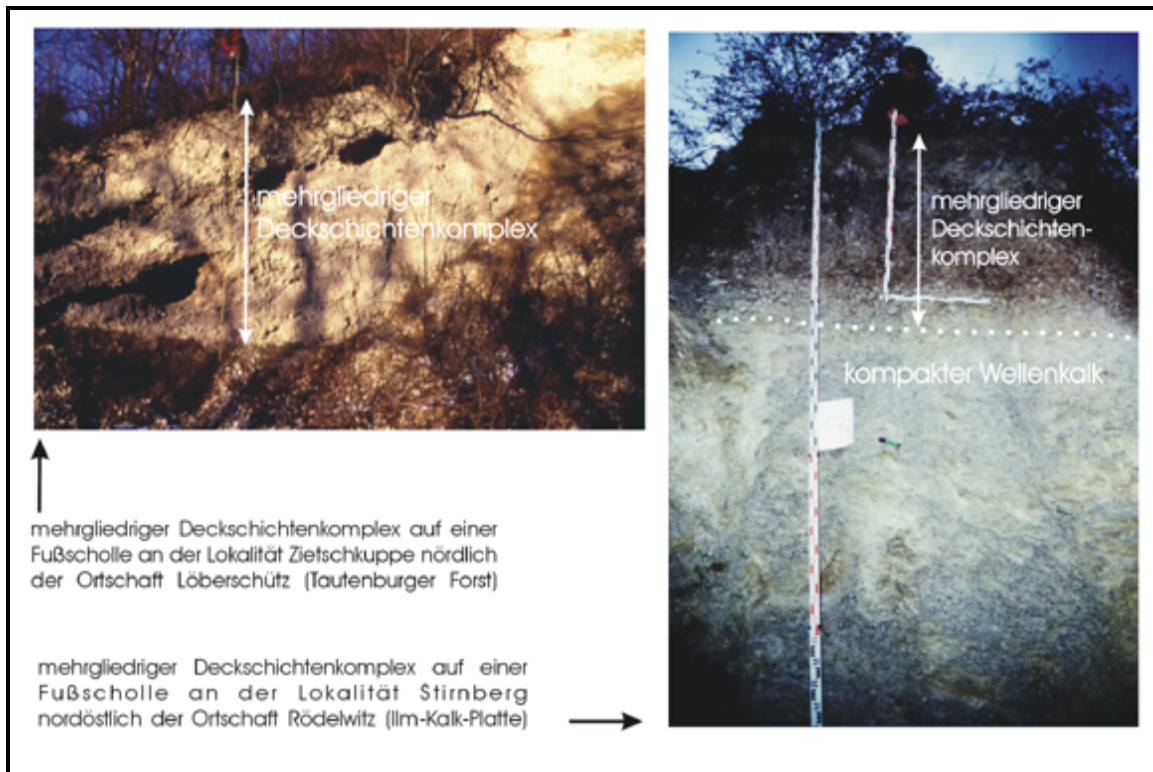 mehrgliedriger
Deckschichtenkomplex
mehrgliedriger
Deckschichten-
komplex
kompakter Wellenkalk
mehrgliedriger Deckschichtenkomplex auf einer
Fußscholle an der Lokalität Zietschkuppe nördlich
der Ortschaft Löberschütz (Tautenburger Forst)
mehrgliedriger Deckschichtenkomplex auf einer
Fußscholle an der Lokalität Stirnberg
nordöstlich der Ortschaft Rödelwitz (Ilm-Kalk-Platte)